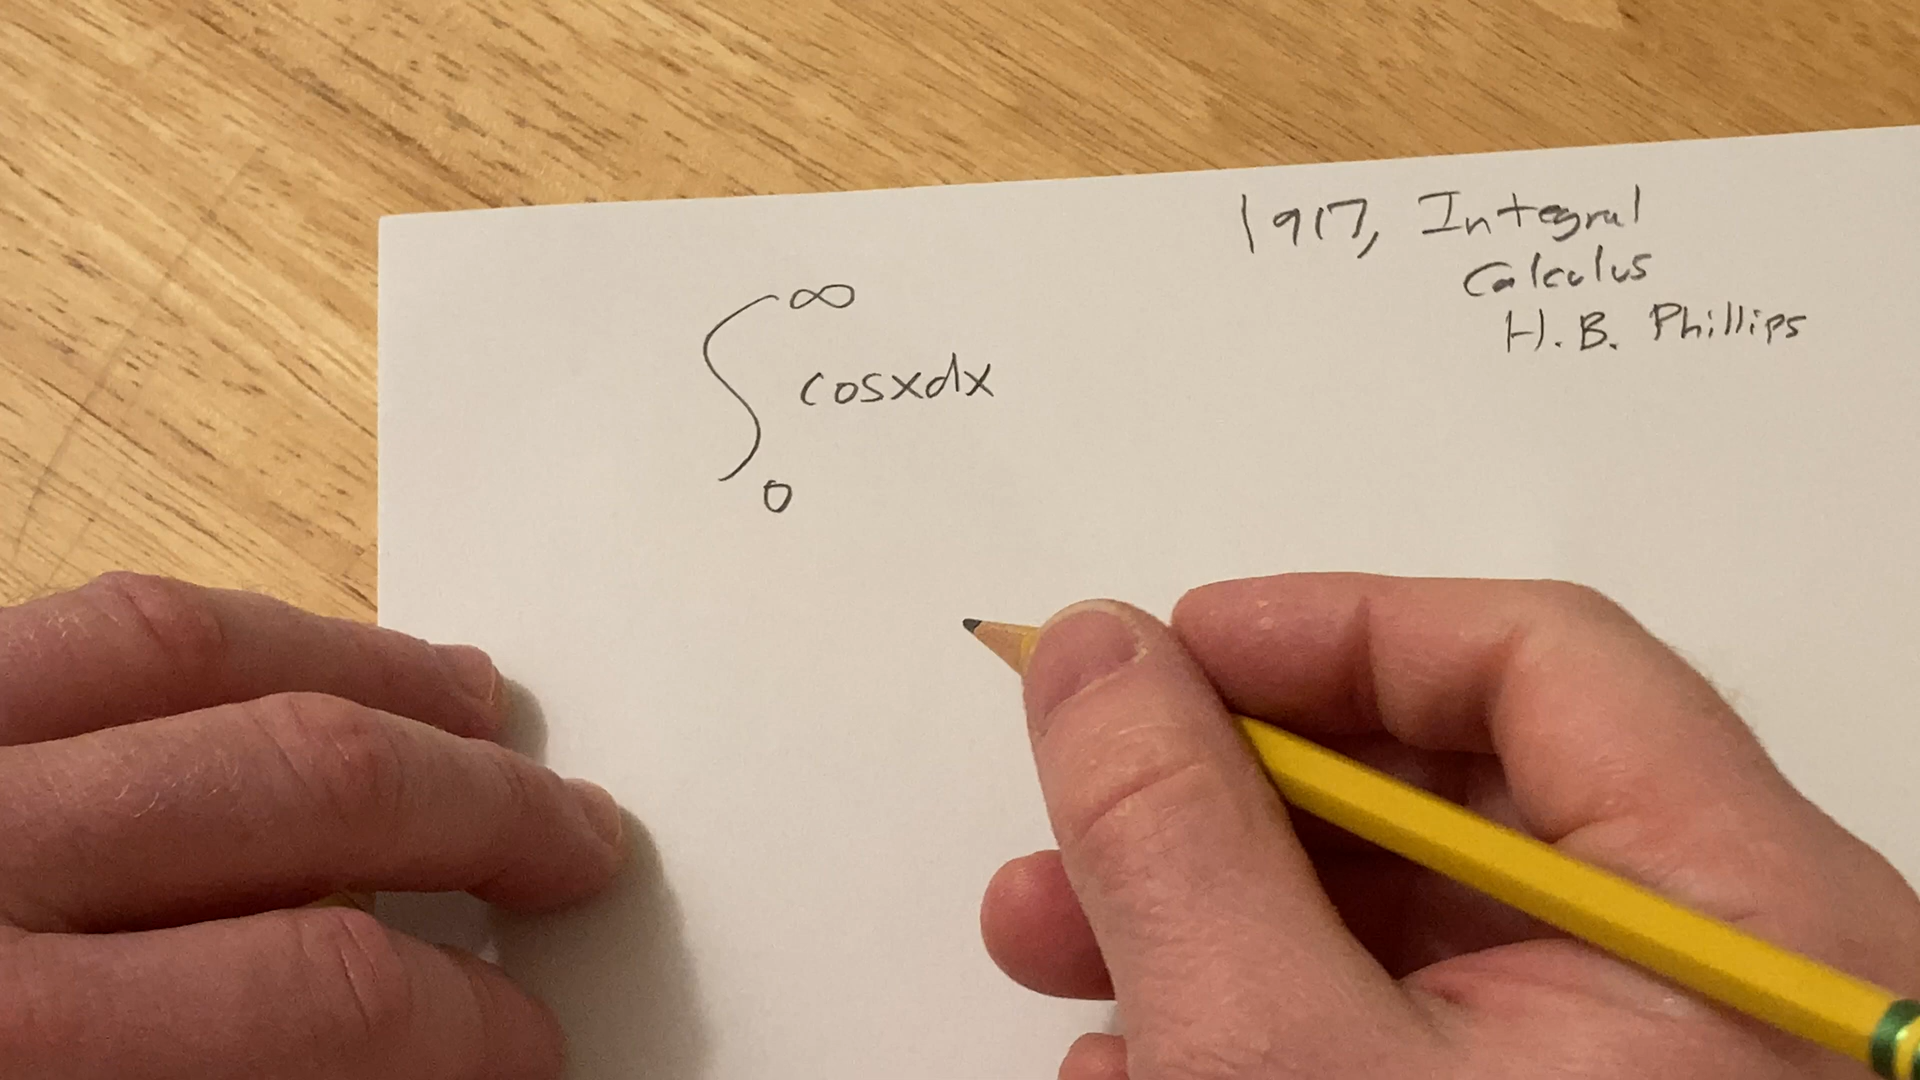 1917, Integral
Calculus
H. B. Phillips
∫₀^∞ cosxdx